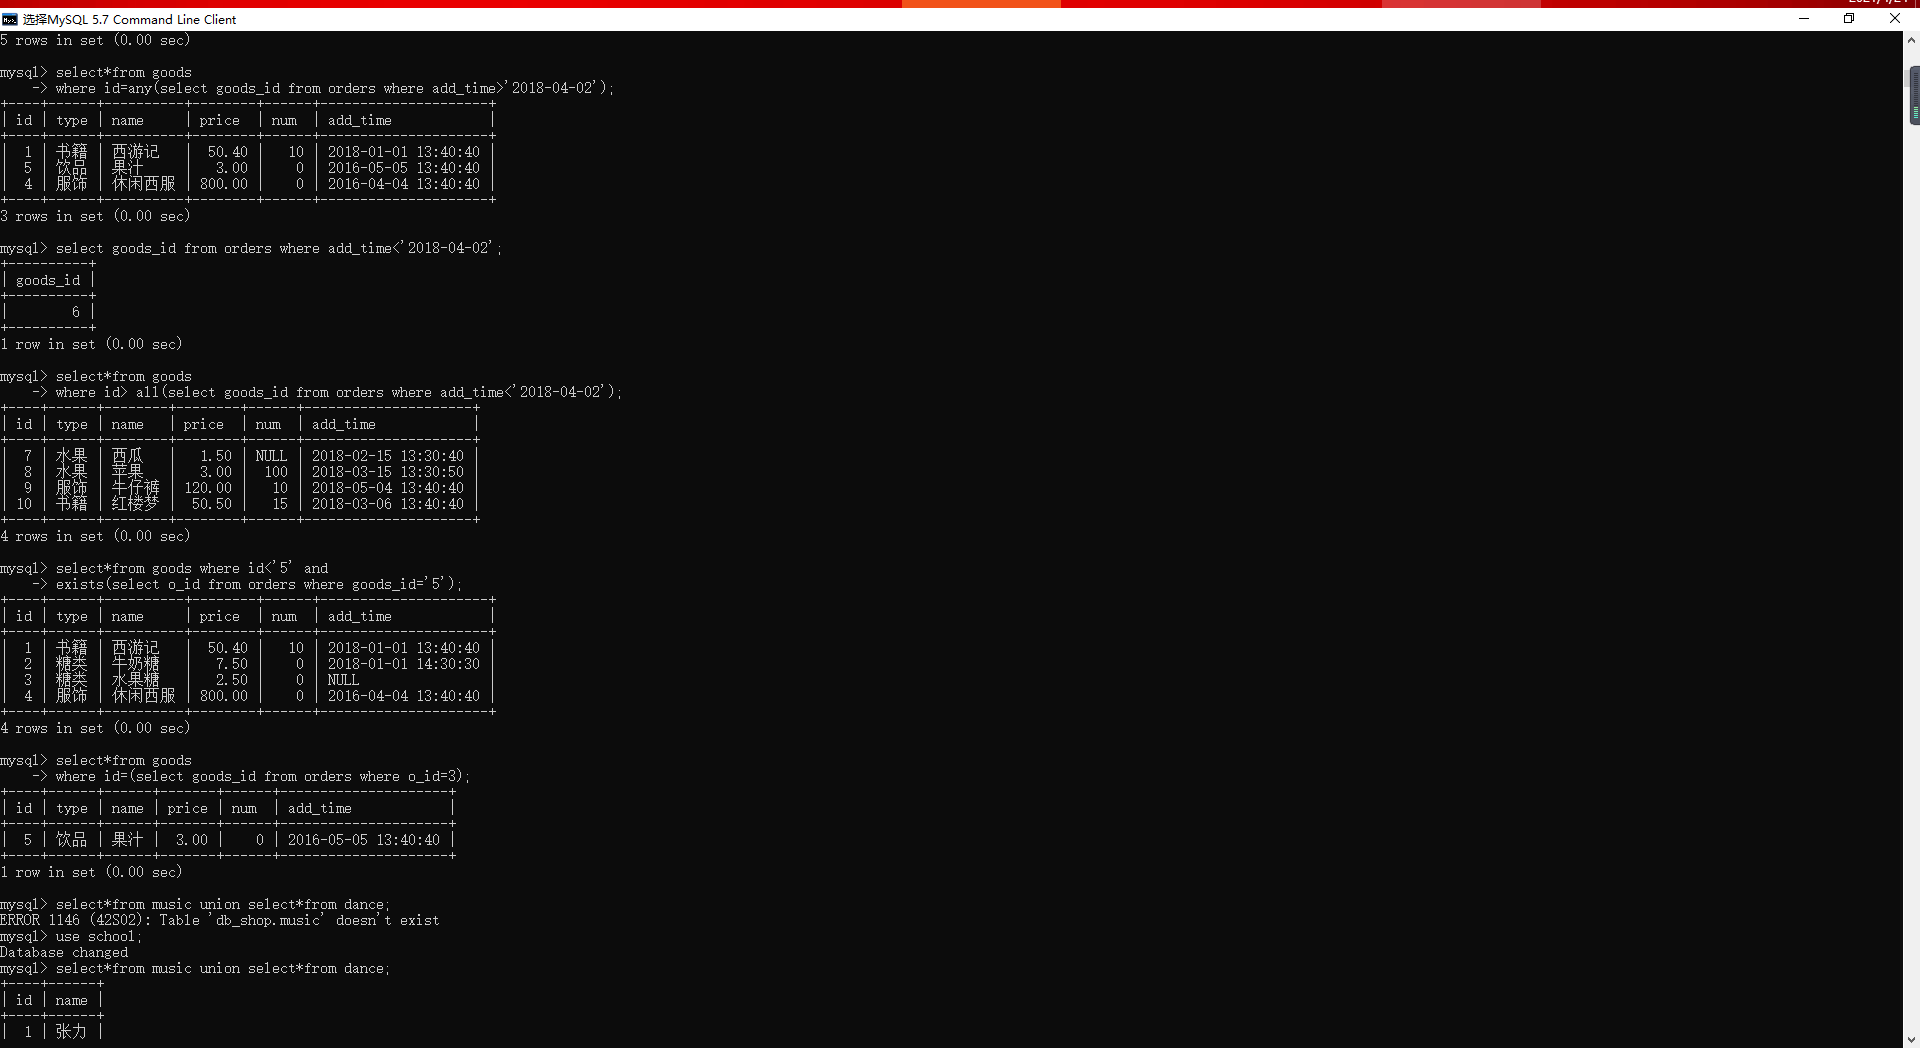 选择MySQL 5.7 Command Line Client
5 rows in set (0.00 sec)
mysql> select*from goods
    -> where id=any(select goods_id from orders where add_time>'2018-04-02');
+----+------+----------+--------+------+---------------------+
| id | type | name     | price  | num  | add_time            |
+----+------+----------+--------+------+---------------------+
|  1 | 书籍 | 西游记   |  50.40 |   10 | 2018-01-01 13:40:40 |
|  5 | 饮品 | 果汁     |   3.00 |    0 | 2016-05-05 13:40:40 |
|  4 | 服饰 | 休闲西服 | 800.00 |    0 | 2016-04-04 13:40:40 |
+----+------+----------+--------+------+---------------------+
3 rows in set (0.00 sec)
mysql> select goods_id from orders where add_time<'2018-04-02';
+----------+
| goods_id |
+----------+
|        6 |
+----------+
1 row in set (0.00 sec)
mysql> select*from goods
    -> where id> all(select goods_id from orders where add_time<'2018-04-02');
+----+------+--------+--------+------+---------------------+
| id | type | name   | price  | num  | add_time            |
+----+------+--------+--------+------+---------------------+
|  7 | 水果 | 西瓜   |   1.50 | NULL | 2018-02-15 13:30:40 |
|  8 | 水果 | 苹果   |   3.00 |  100 | 2018-03-15 13:30:50 |
|  9 | 服饰 | 牛仔裤 | 120.00 |   10 | 2018-05-04 13:40:40 |
| 10 | 书籍 | 红楼梦 |  50.50 |   15 | 2018-03-06 13:40:40 |
+----+------+--------+--------+------+---------------------+
4 rows in set (0.00 sec)
mysql> select*from goods where id<'5' and
    -> exists(select o_id from orders where goods_id='5');
+----+------+----------+--------+------+---------------------+
| id | type | name     | price  | num  | add_time            |
+----+------+----------+--------+------+---------------------+
|  1 | 书籍 | 西游记   |  50.40 |   10 | 2018-01-01 13:40:40 |
|  2 | 糖类 | 牛奶糖   |   7.50 |    0 | 2018-01-01 14:30:30 |
|  3 | 糖类 | 水果糖   |   2.50 |    0 | NULL                |
|  4 | 服饰 | 休闲西服 | 800.00 |    0 | 2016-04-04 13:40:40 |
+----+------+----------+--------+------+---------------------+
4 rows in set (0.00 sec)
mysql> select*from goods
    -> where id=(select goods_id from orders where o_id=3);
+----+------+------+-------+------+---------------------+
| id | type | name | price | num  | add_time            |
+----+------+------+-------+------+---------------------+
|  5 | 饮品 | 果汁 |  3.00 |    0 | 2016-05-05 13:40:40 |
+----+------+------+-------+------+---------------------+
1 row in set (0.00 sec)
mysql> select*from music union select*from dance;
ERROR 1146 (42S02): Table 'db_shop.music' doesn't exist
mysql> use school;
Database changed
mysql> select*from music union select*from dance;
+----+------+
| id | name |
+----+------+
|  1 | 张力 |